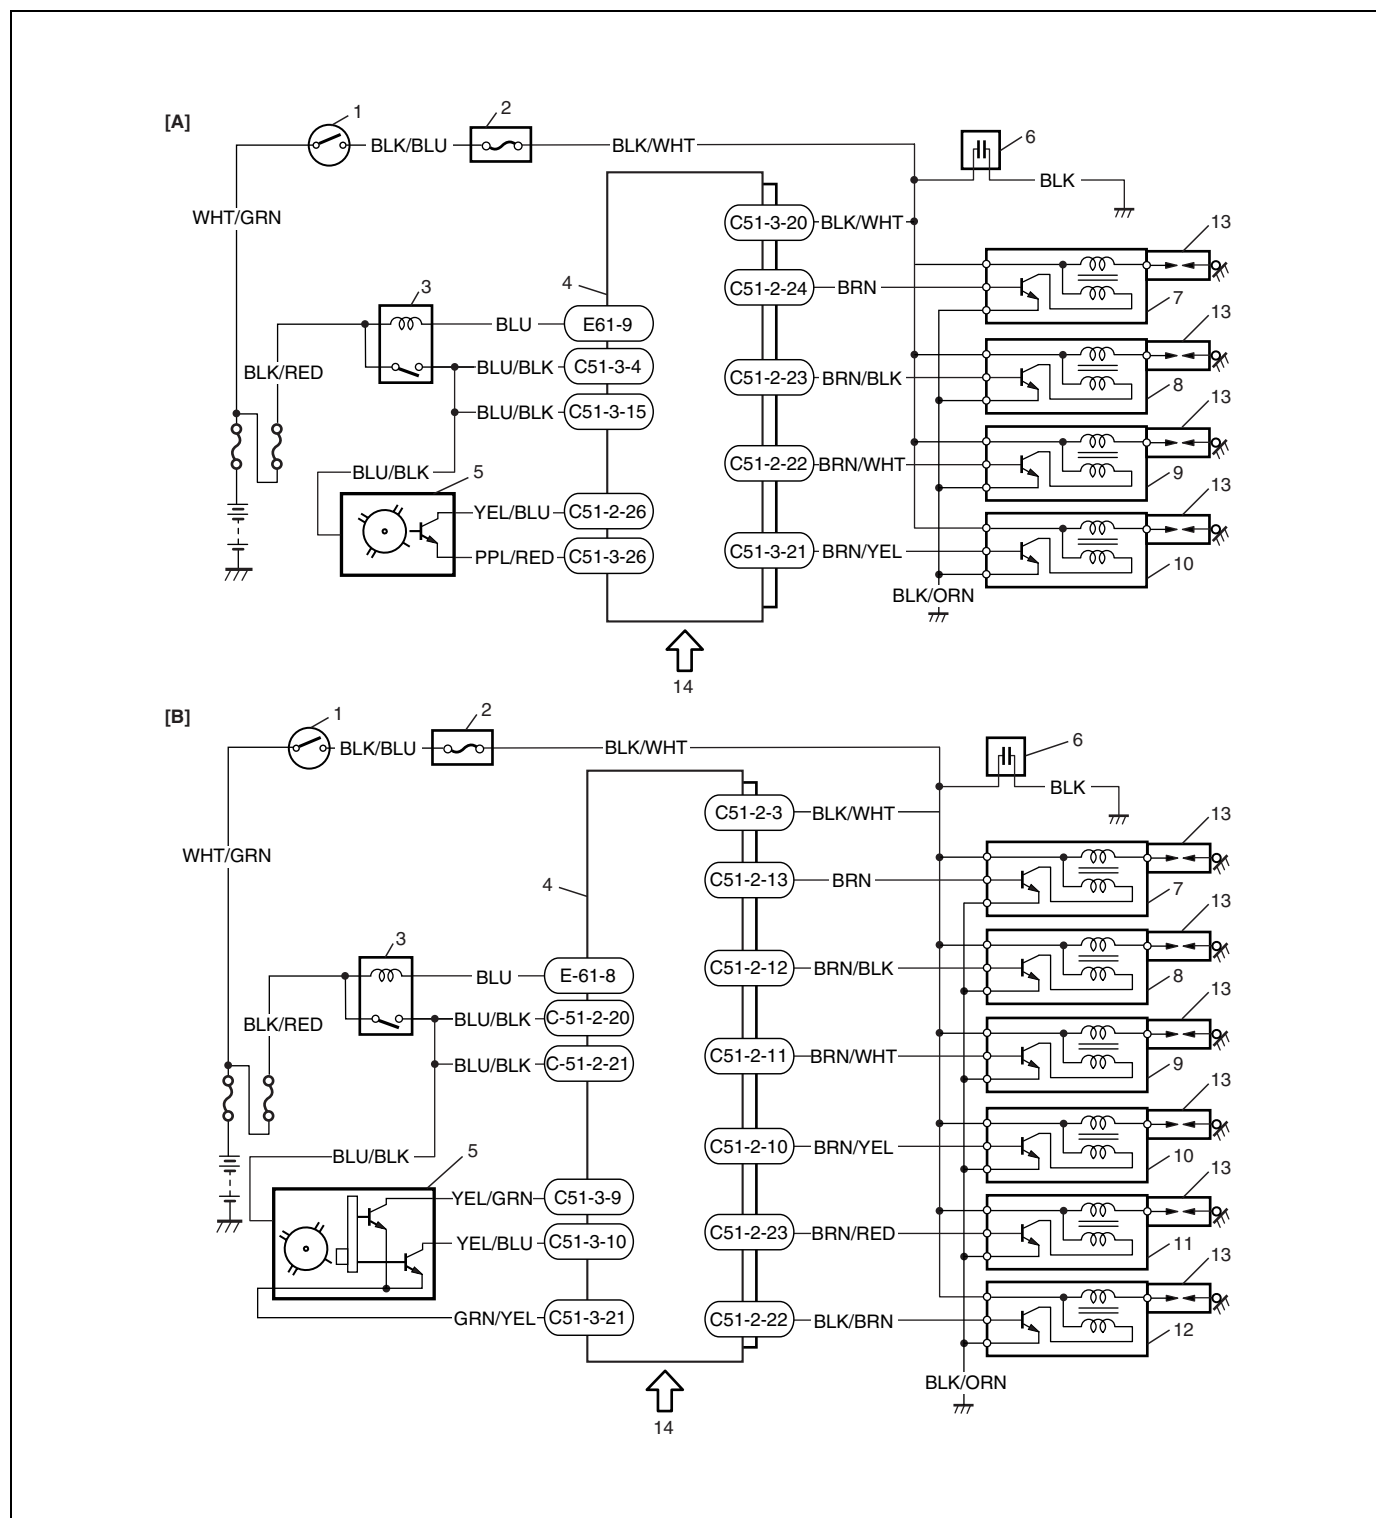 [A]
1
2
BLK/BLU
BLK/WHT
6
BLK
WHT/GRN
C51-3-20
BLK/WHT
13
4
C51-2-24
BRN
7
3
BLU
E61-9
13
BLK/RED
BLU/BLK
C51-3-4
C51-2-23
BRN/BLK
8
BLU/BLK
C51-3-15
13
BLU/BLK
5
C51-2-22
BRN/WHT
9
13
YEL/BLU
C51-2-26
PPL/RED
C51-3-26
C51-3-21
BRN/YEL
10
BLK/ORN
14
[B]
1
2
BLK/BLU
BLK/WHT
6
BLK
C51-2-3
BLK/WHT
13
WHT/GRN
4
C51-2-13
BRN
7
13
3
BLU
E-61-8
C51-2-12
BRN/BLK
8
13
BLK/RED
BLU/BLK
C-51-2-20
BLU/BLK
C-51-2-21
C51-2-11
BRN/WHT
9
13
BLU/BLK
5
C51-2-10
BRN/YEL
10
13
YEL/GRN
C51-3-9
YEL/BLU
C51-3-10
C51-2-23
BRN/RED
11
13
GRN/YEL
C51-3-21
C51-2-22
BLK/BRN
12
BLK/ORN
14